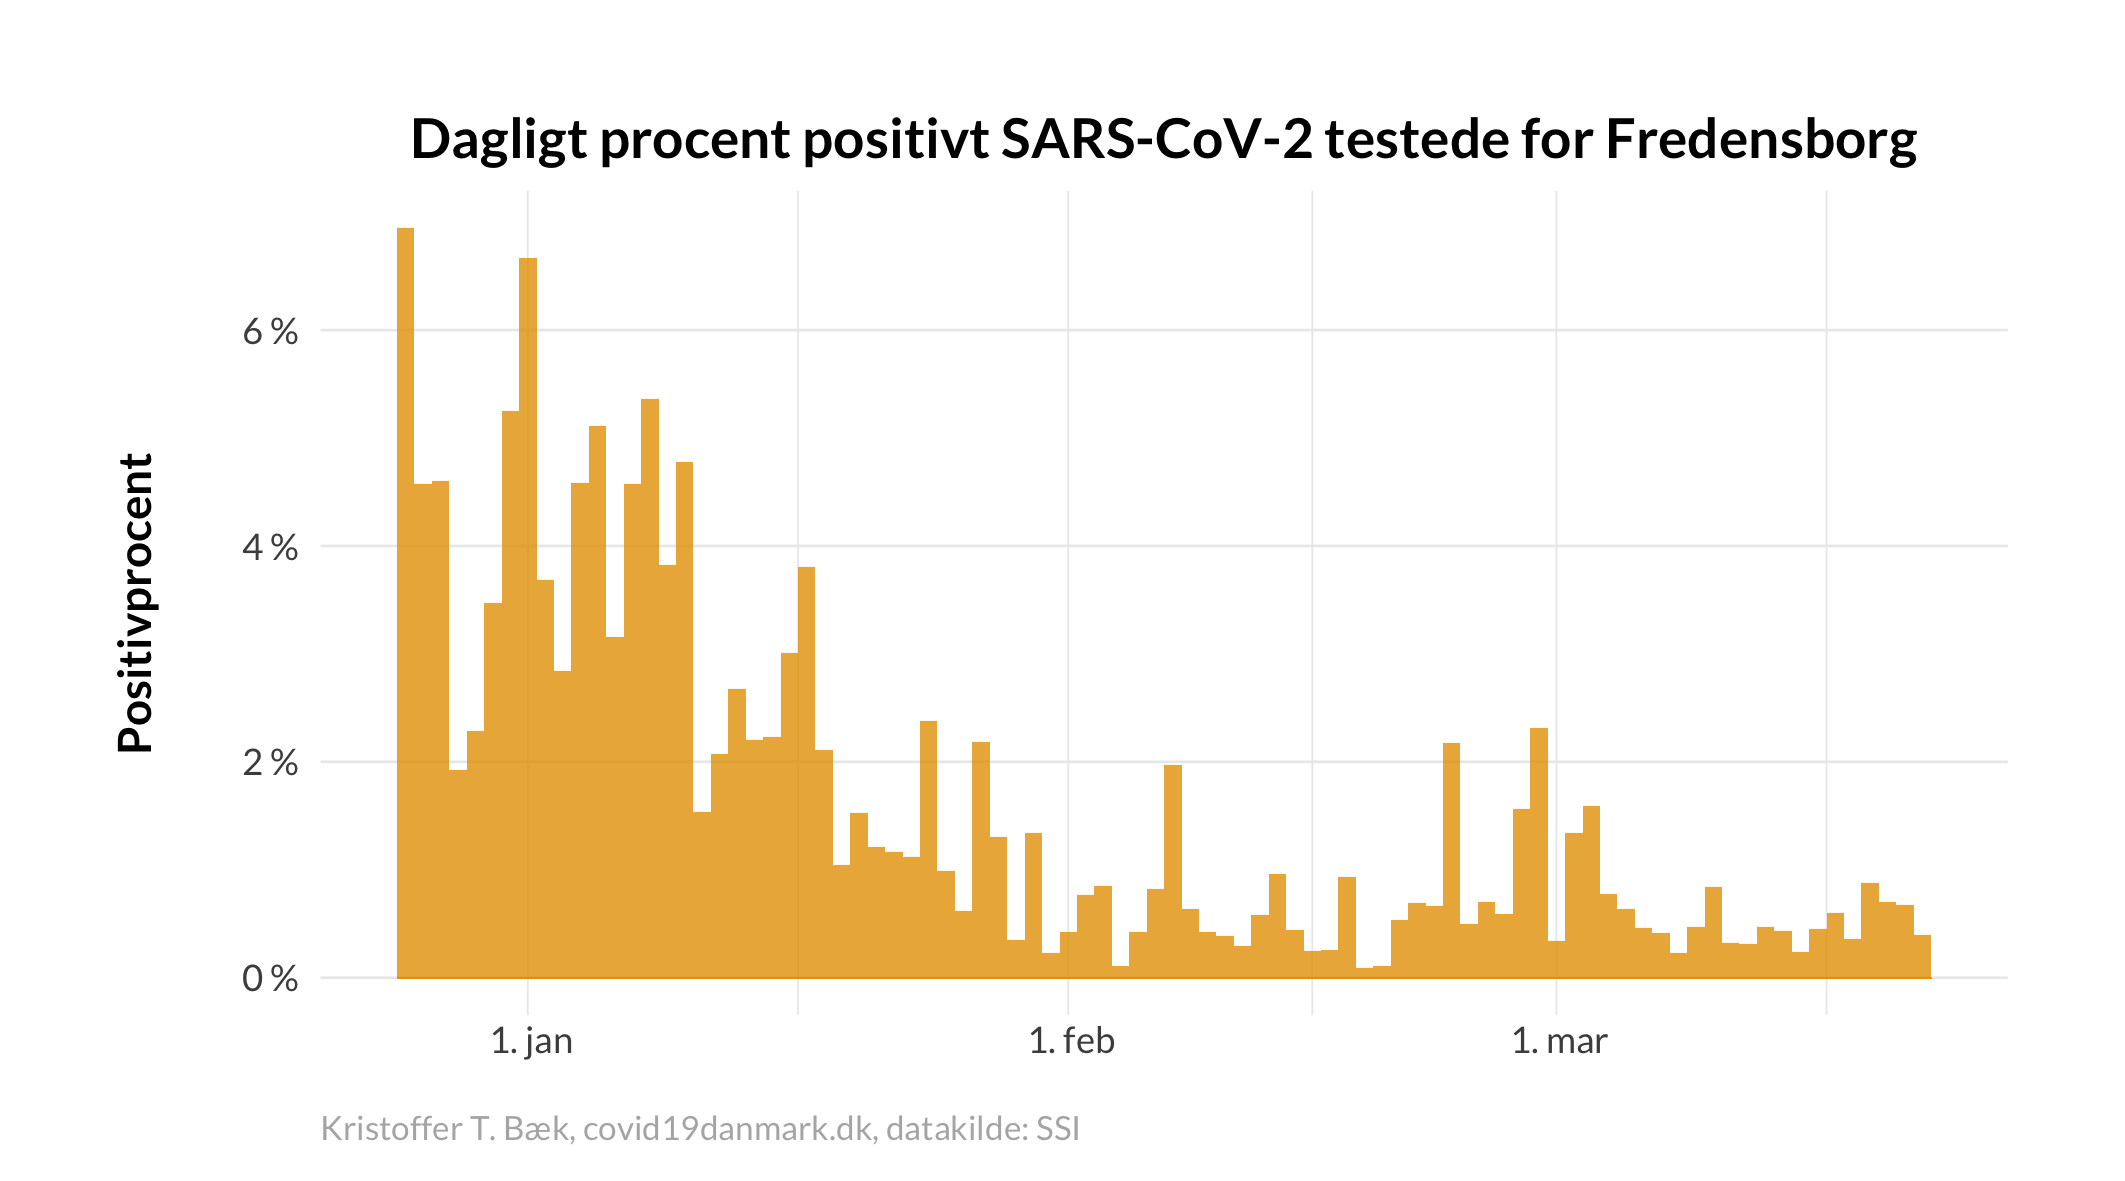 Dagligt procent positivt SARS-CoV-2 testede for Fredensborg
Positivprocent
6 %
4 %
2 %
0 %
1. jan
1. feb
1. mar
Kristoffer T. Bæk, covid19danmark.dk, datakilde: SSI